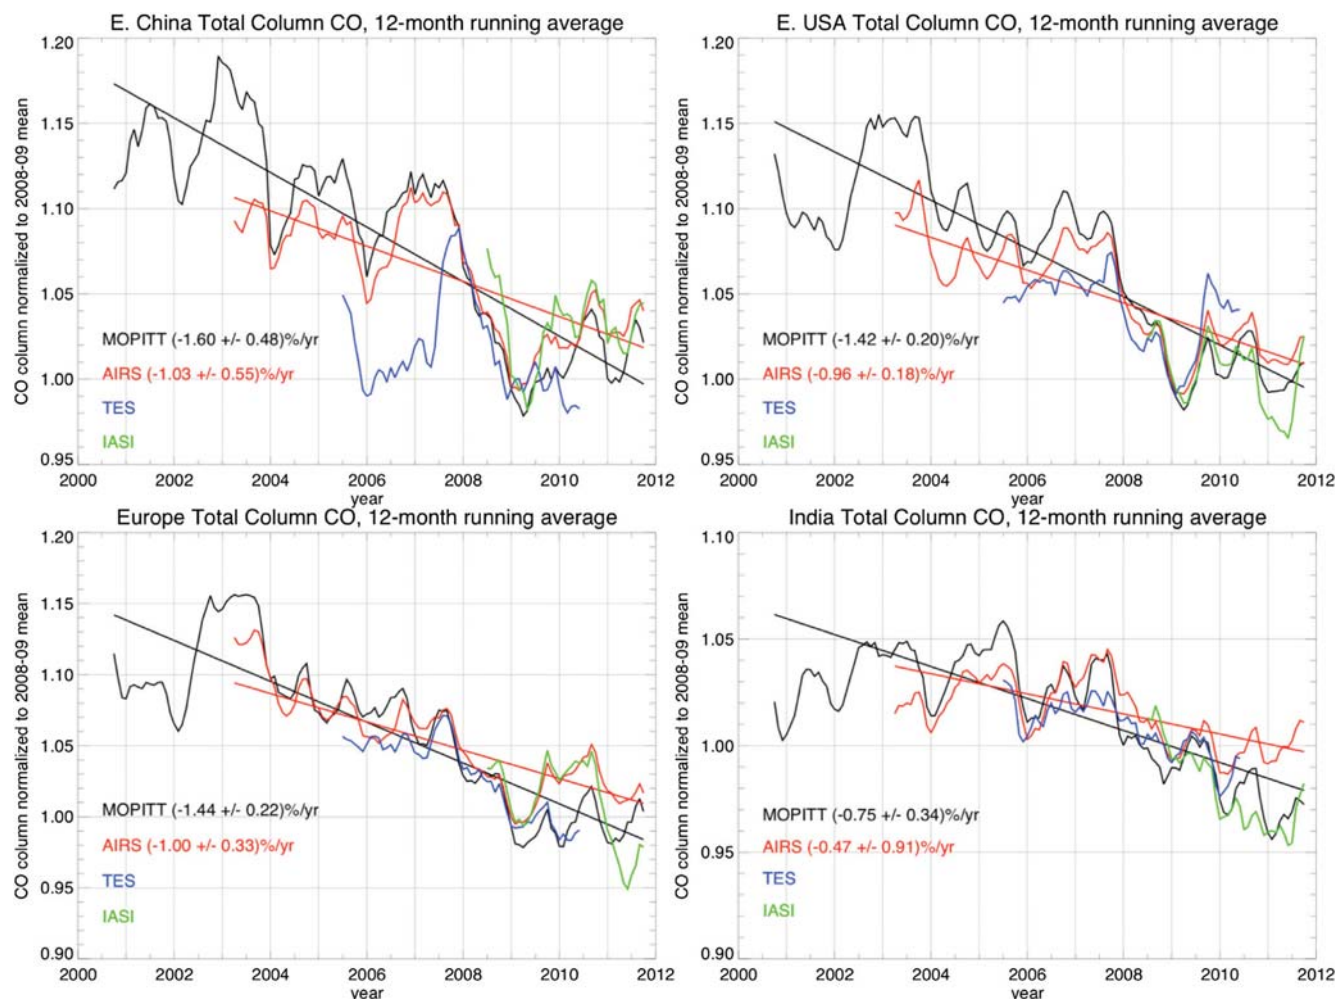 E. China Total Column CO, 12-month running average
CO column normalized to 2008-09 mean
1.20
1.15
1.10
1.05
1.00
0.95
MOPITT (-1.60 +/- 0.48)%/yr
AIRS (-1.03 +/- 0.55)%/yr
TES
IASI
2000 2002 2004 2006 2008 2010 2012
year
E. USA Total Column CO, 12-month running average
CO column normalized to 2008-09 mean
1.20
1.15
1.10
1.05
1.00
0.95
MOPITT (-1.42 +/- 0.20)%/yr
AIRS (-0.96 +/- 0.18)%/yr
TES
IASI
2000 2002 2004 2006 2008 2010 2012
year
Europe Total Column CO, 12-month running average
CO column normalized to 2008-09 mean
1.20
1.15
1.10
1.05
1.00
0.95
0.90
MOPITT (-1.44 +/- 0.22)%/yr
AIRS (-1.00 +/- 0.33)%/yr
TES
IASI
2000 2002 2004 2006 2008 2010 2012
year
India Total Column CO, 12-month running average
CO column normalized to 2008-09 mean
1.10
1.05
1.00
0.95
0.90
MOPITT (-0.75 +/- 0.34)%/yr
AIRS (-0.47 +/- 0.91)%/yr
TES
IASI
2000 2002 2004 2006 2008 2010 2012
year